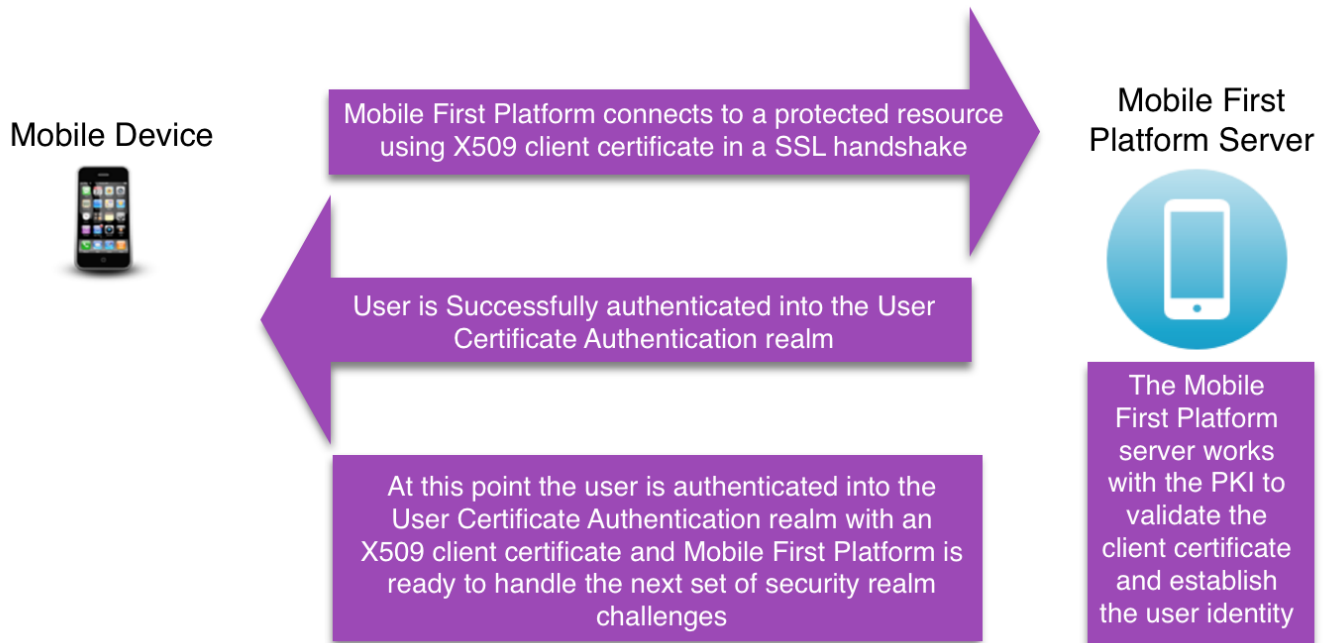 Mobile Device
Mobile First Platform connects to a protected resource
using X509 client certificate in a SSL handshake
Mobile First
Platform Server
User is Successfully authenticated into the User
Certificate Authentication realm
The Mobile
First Platform
server works
with the PKI to
validate the
client certificate
and establish
the user identity
At this point the user is authenticated into the
User Certificate Authentication realm with an
X509 client certificate and Mobile First Platform is
ready to handle the next set of security realm
challenges